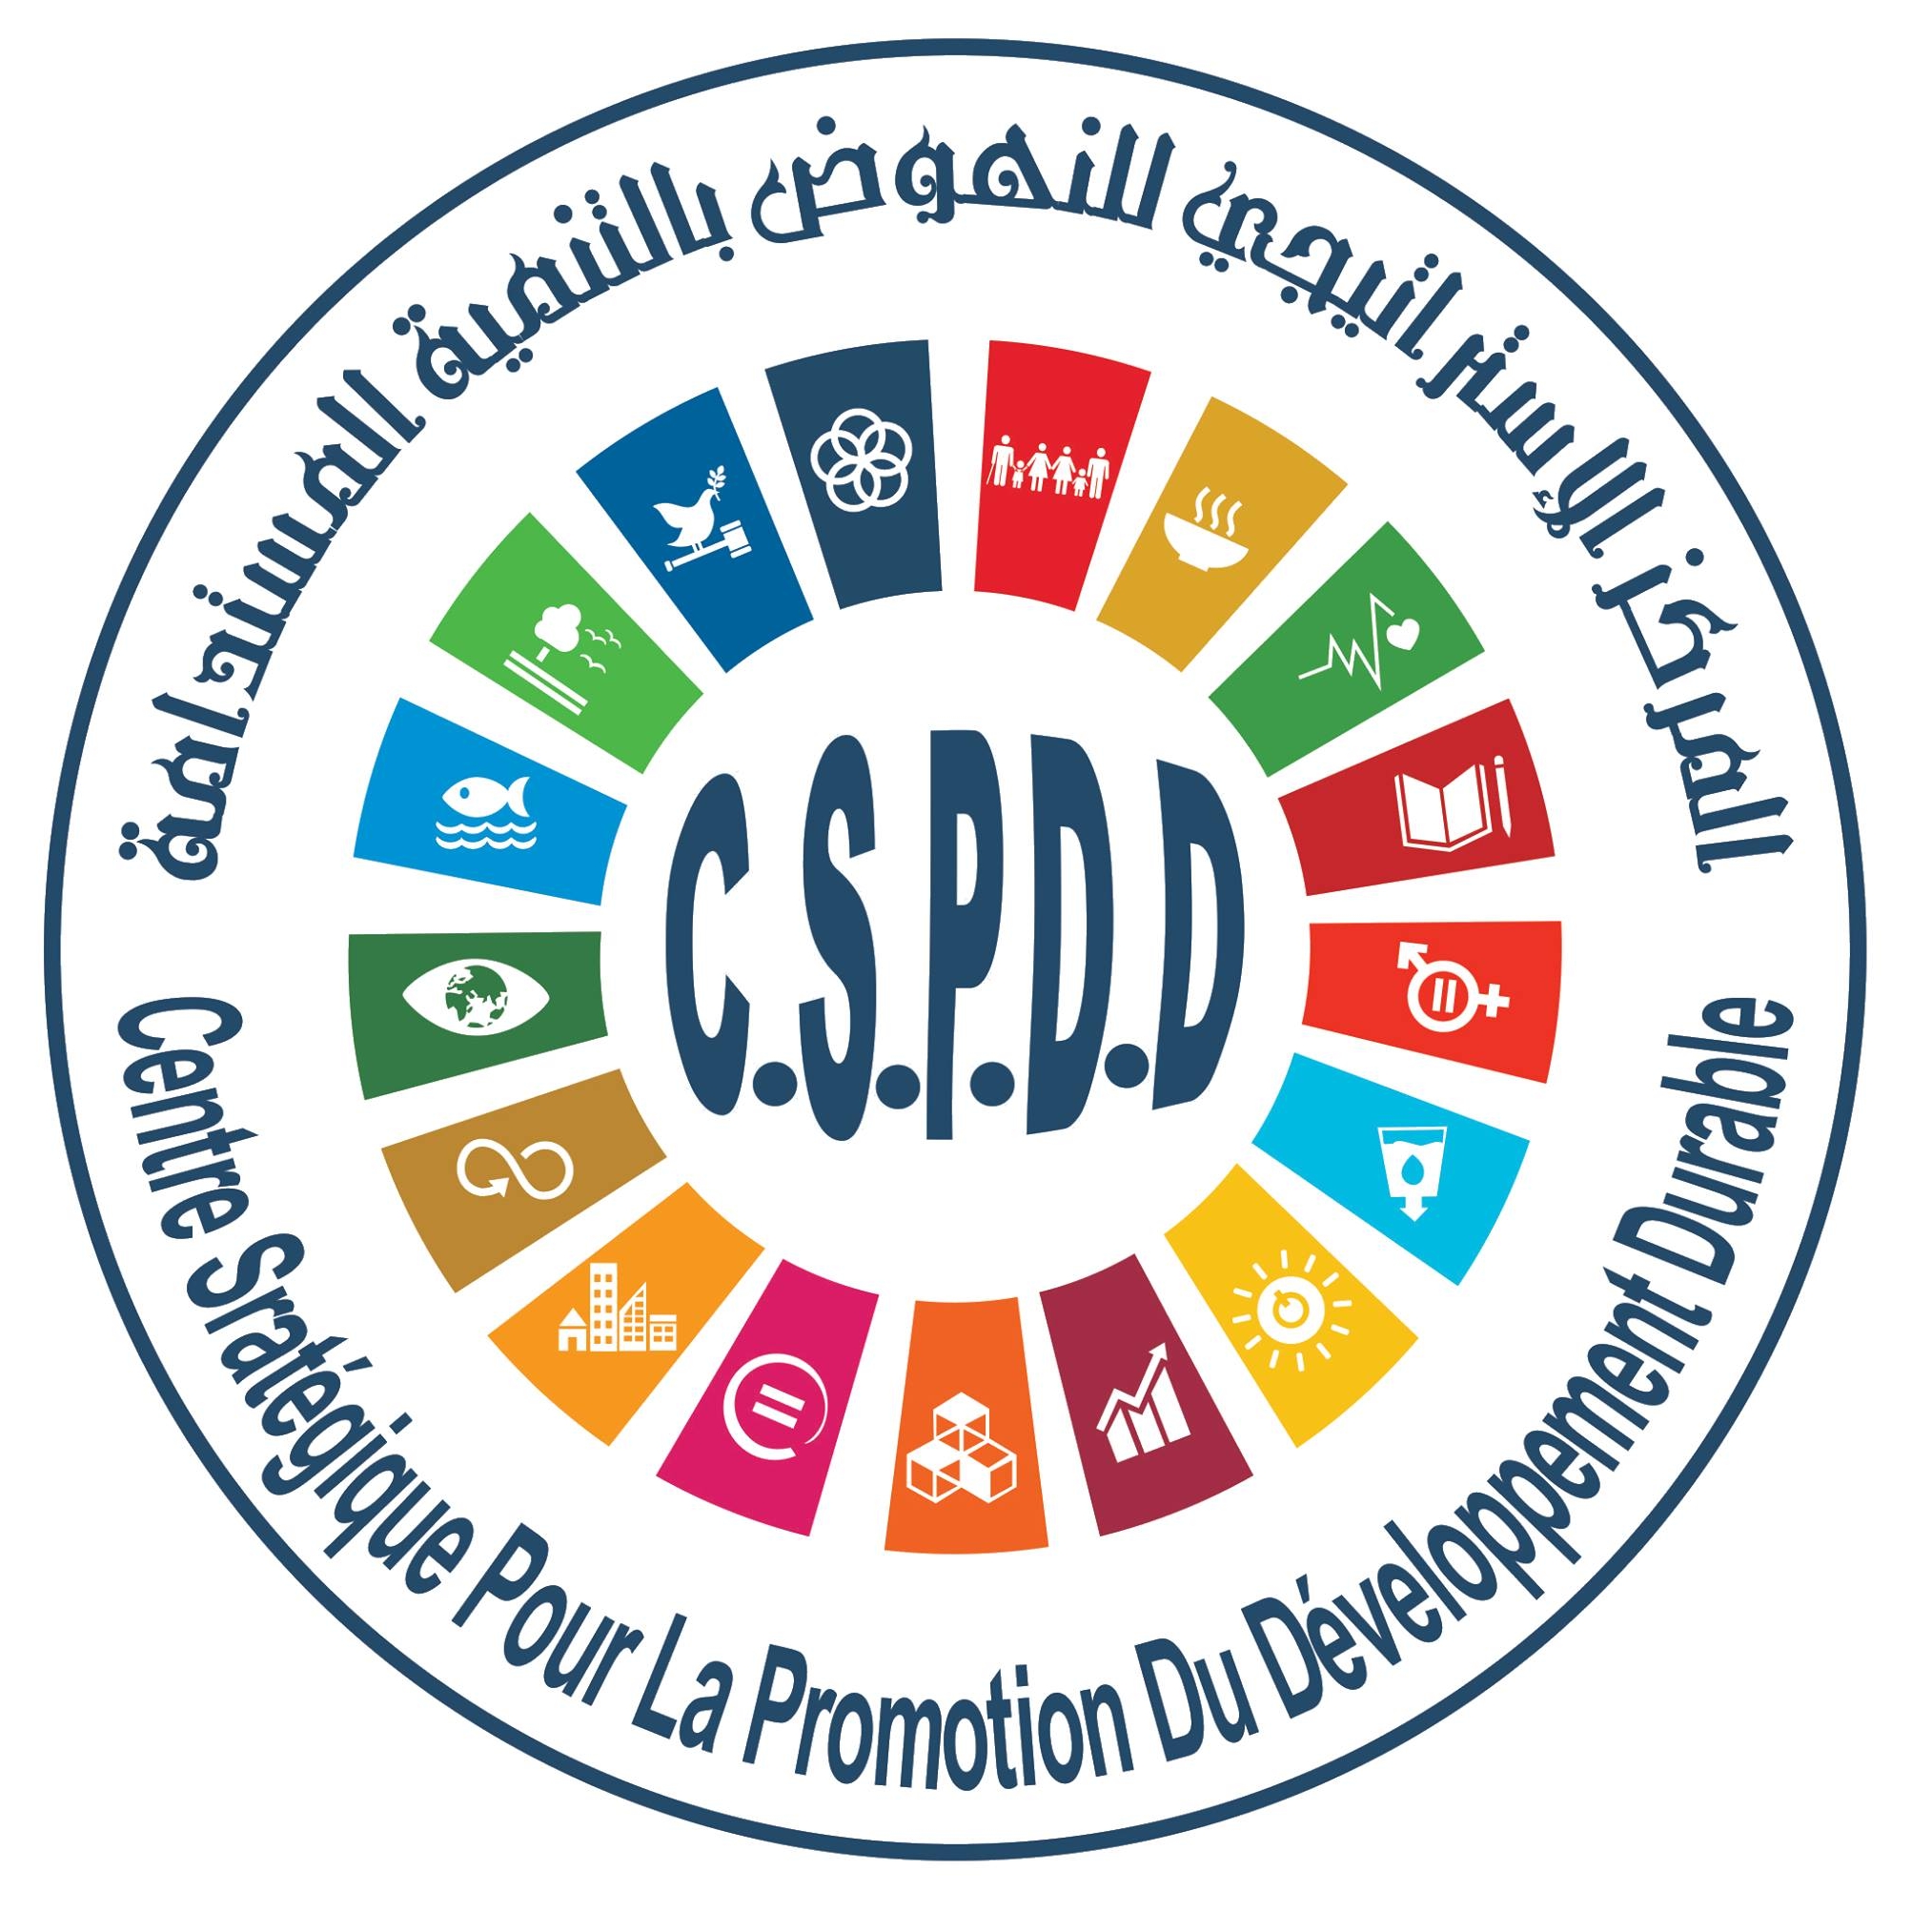 المركز الإستراتيجي للنهوض بالتنمية المستدامة
C.S.P.D.D
Centre Sratégique Pour La Promotion Du Développement Durable